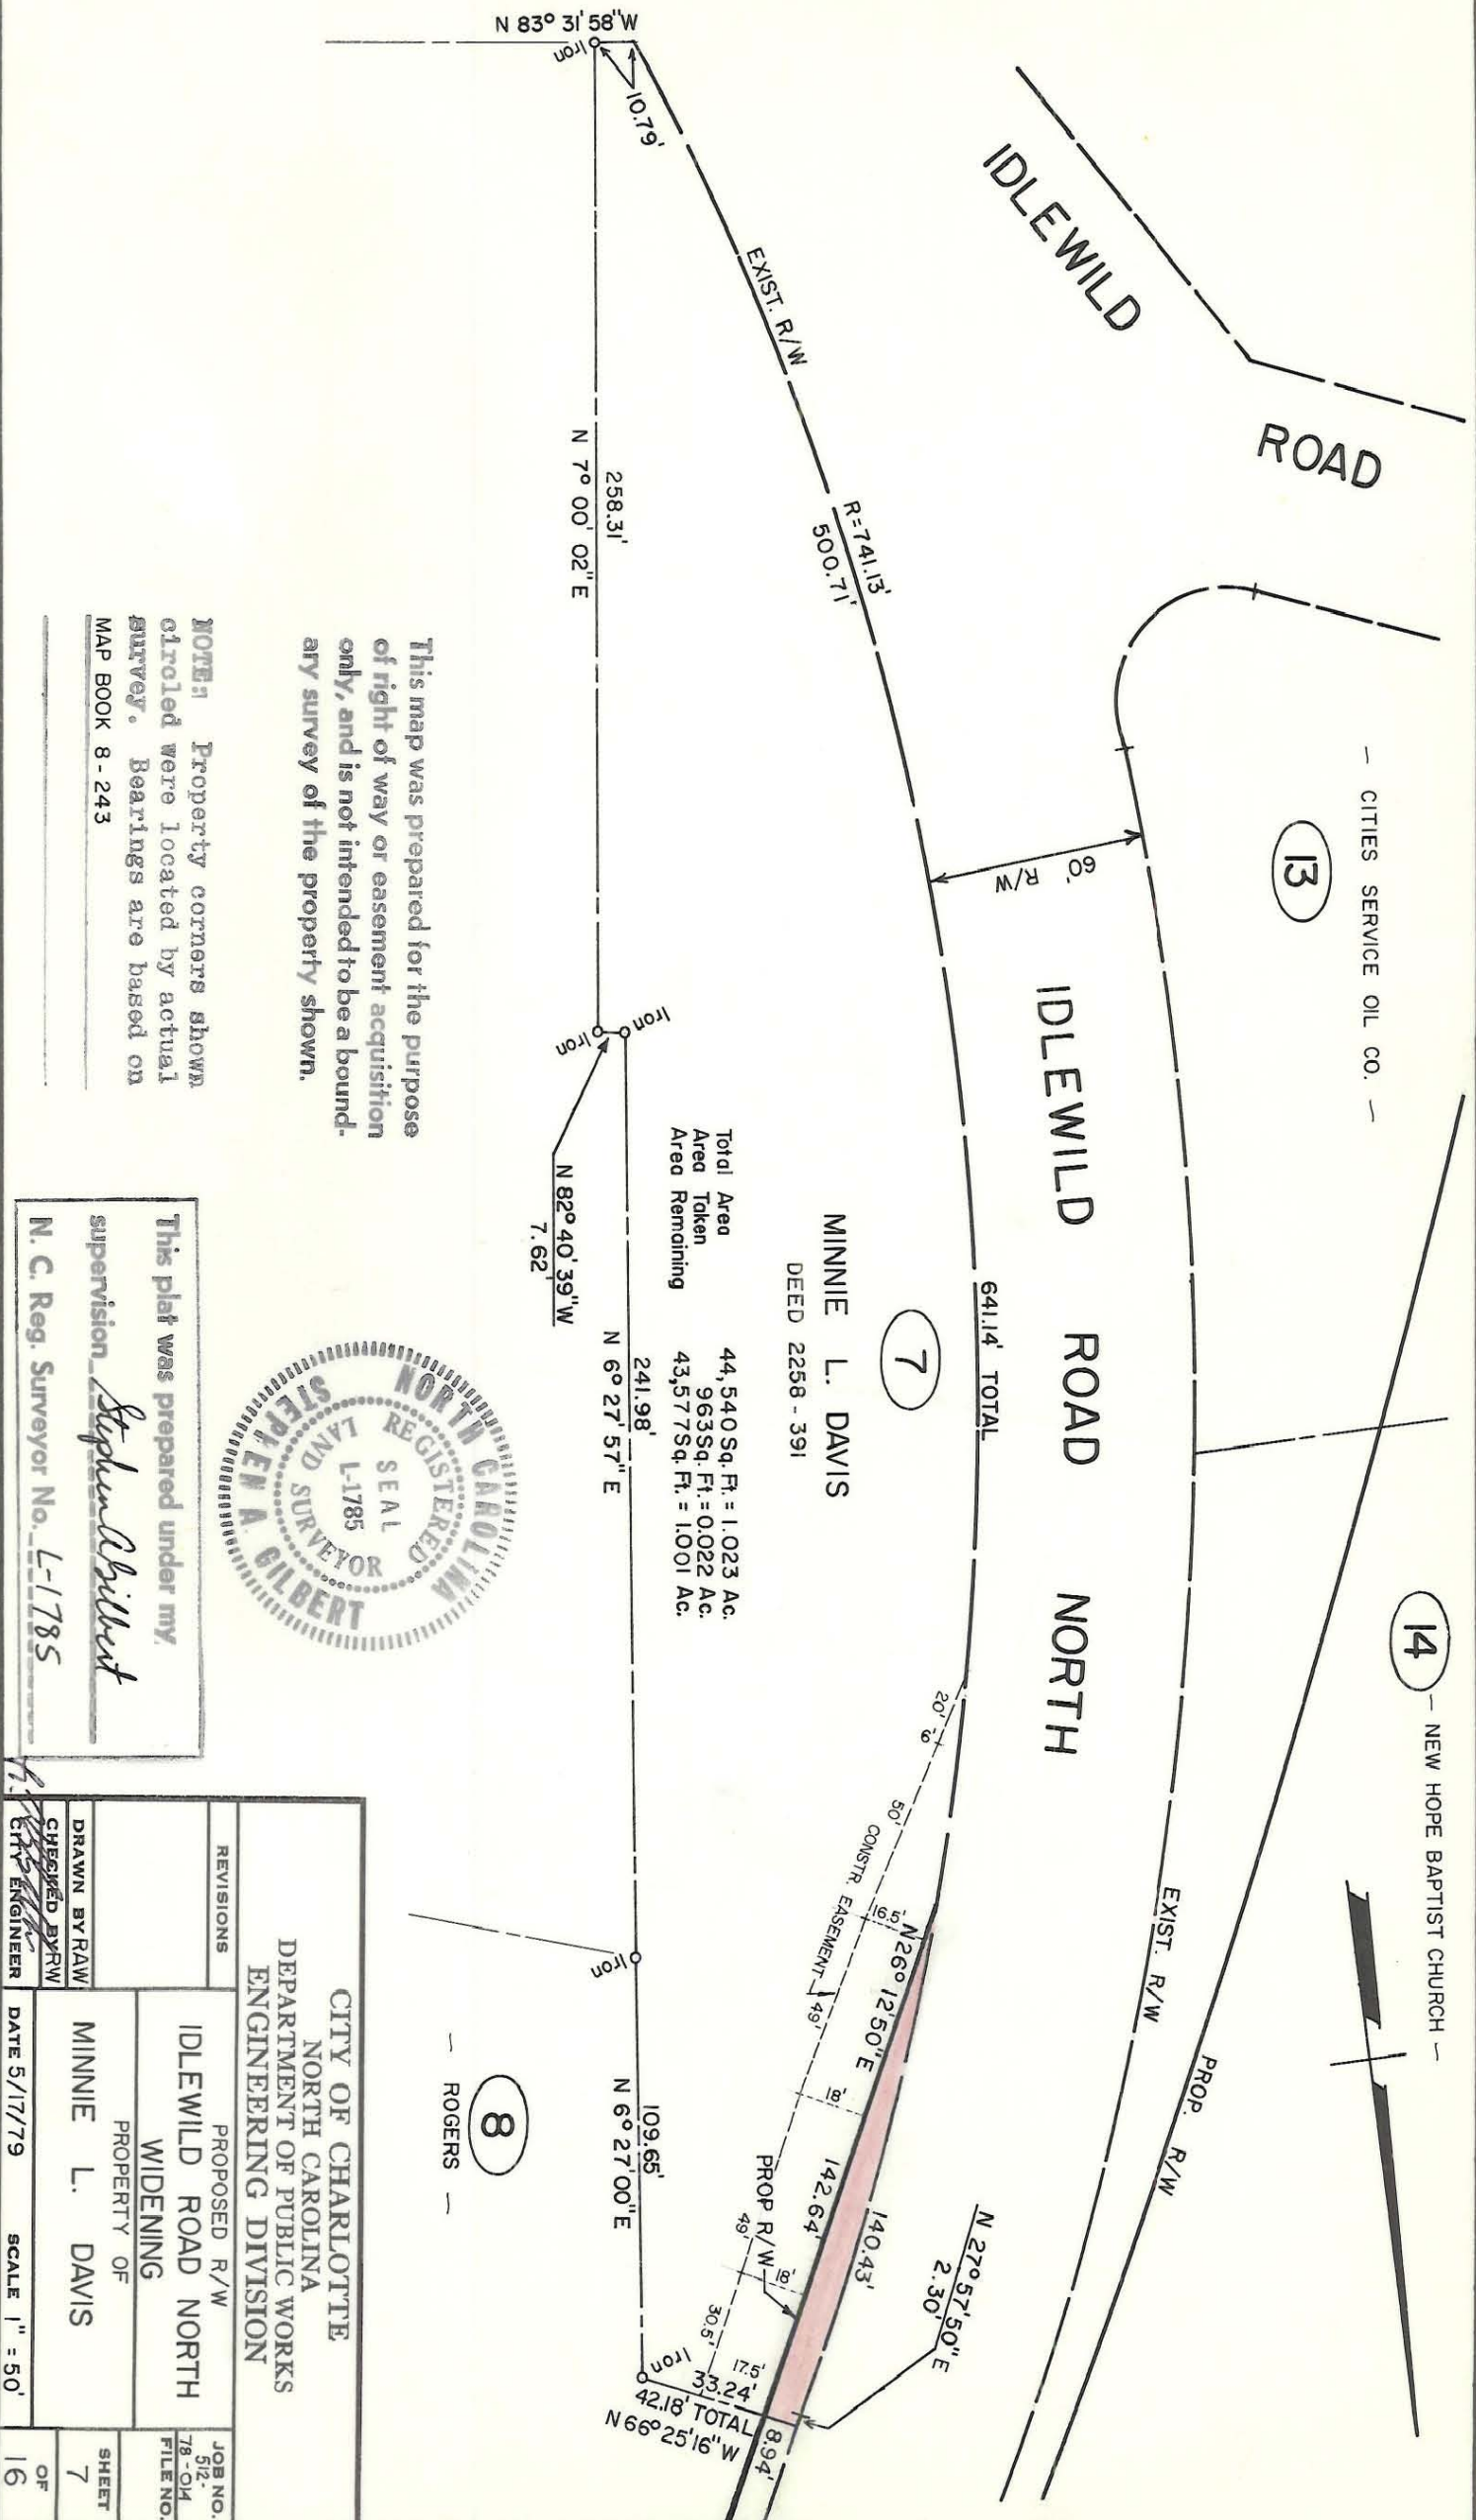 IDLEWILD
ROAD
— CITIES SERVICE OIL CO. —
13
14
— NEW HOPE BAPTIST CHURCH —
60' R/W
IDLEWILD ROAD NORTH
EXIST. R/W
PROP. R/W
N 83° 31' 58"W
Iron
10.79'
EXIST. R/W
R=741.13'
500.71'
641.14' TOTAL
7
MINNIE L. DAVIS
DEED 2258 - 391
Total Area 44,540 Sq. Ft. = 1.023 Ac.
Area Taken 963 Sq. Ft. = 0.022 Ac.
Area Remaining 43,577 Sq. Ft. = 1.001 Ac.
20'
6'
50'
CONSTR. EASEMENT
16.5'
49'
18'
N 26° 12' 50"E
142.64'
140.43'
PROP R/W
49'
18'
30.5'
17.5'
N 27° 57' 50"E
2.30'
33.24'
8.94'
42.18' TOTAL
N 66° 25' 16" W
Iron
258.31'
N 7° 00' 02"E
Iron
Iron
N 82° 40' 39"W
7.62'
241.98'
N 6° 27' 57"E
Iron
109.65'
N 6° 27' 00"E
8
— ROGERS —
This map was prepared for the purpose
of right of way or easement acquisition
only, and is not intended to be a bound-
ary survey of the property shown.
NOTE: Property corners shown
circled were located by actual
survey. Bearings are based on
MAP BOOK 8 - 243
NORTH CAROLINA
REGISTERED
SEAL
L-1785
LAND SURVEYOR
STEPHEN A. GILBERT
This plat was prepared under my
supervision Stephen A Gilbert
N. C. Reg. Surveyor No. L-1785
CITY OF CHARLOTTE
NORTH CAROLINA
DEPARTMENT OF PUBLIC WORKS
ENGINEERING DIVISION
REVISIONS
PROPOSED R/W
IDLEWILD ROAD NORTH
WIDENING
PROPERTY OF
MINNIE L. DAVIS
DRAWN BY RAW
CHECKED BY RW
CITY ENGINEER
DATE 5/17/79
SCALE 1" = 50'
JOB NO.
512-
78-014
FILE NO.
SHEET
7
OF
16